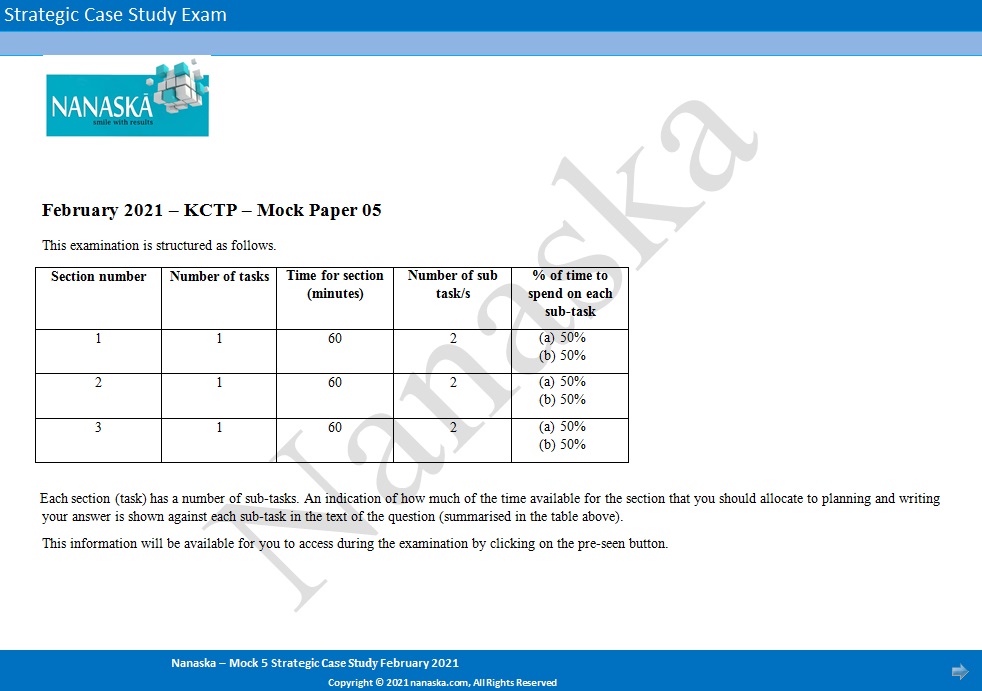 Strategic Case Study Exam
NANASKĀ
smile with results
February 2021 – KCTP – Mock Paper 05
This examination is structured as follows.
Section number Number of tasks Time for section (minutes) Number of sub task/s % of time to spend on each sub-task
1 1 60 2 (a) 50%
(b) 50%
2 1 60 2 (a) 50%
(b) 50%
3 1 60 2 (a) 50%
(b) 50%
Nanaska
Each section (task) has a number of sub-tasks. An indication of how much of the time available for the section that you should allocate to planning and writing
your answer is shown against each sub-task in the text of the question (summarised in the table above).
This information will be available for you to access during the examination by clicking on the pre-seen button.
Nanaska – Mock 5 Strategic Case Study February 2021
Copyright © 2021 nanaska.com, All Rights Reserved